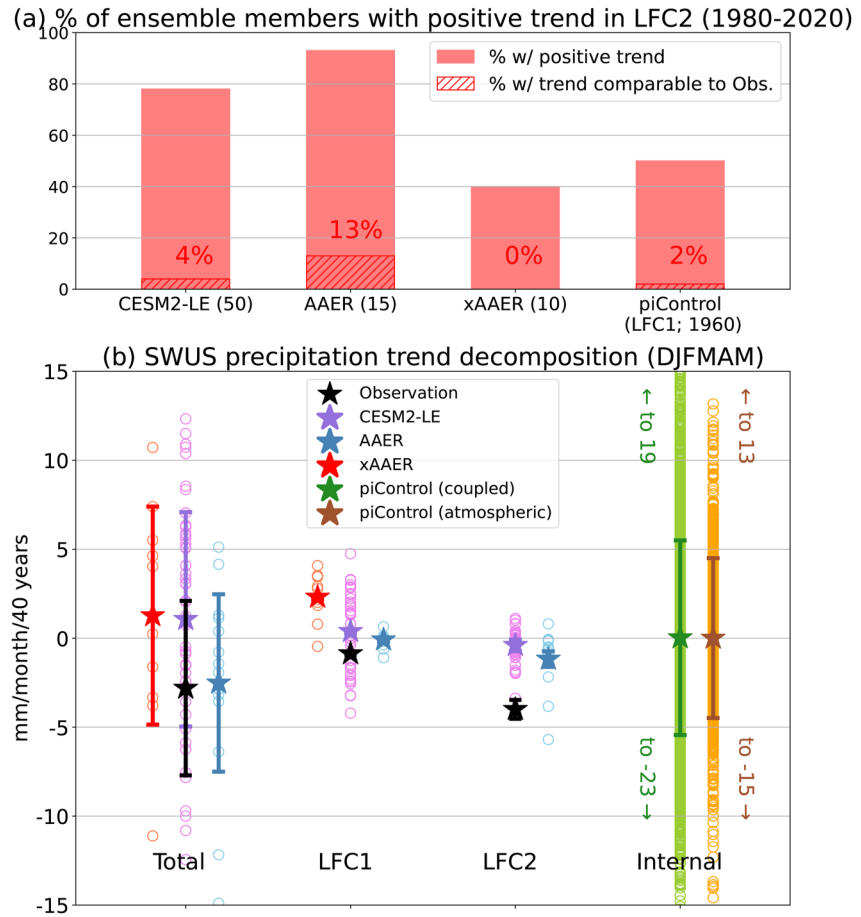 (a) % of ensemble members with positive trend in LFC2 (1980-2020)
100
80
60
40
20
0
% w/ positive trend
% w/ trend comparable to Obs.
4%
13%
0%
2%
CESM2-LE (50)
AAER (15)
xAAER (10)
piControl
(LFC1; 1960)
(b) SWUS precipitation trend decomposition (DJFMAM)
mm/month/40 years
15
10
5
0
-5
-10
-15
Observation
CESM2-LE
AAER
xAAER
piControl (coupled)
piControl (atmospheric)
← to 19
← to 13
to -23 →
to -15 →
Total
LFC1
LFC2
Internal